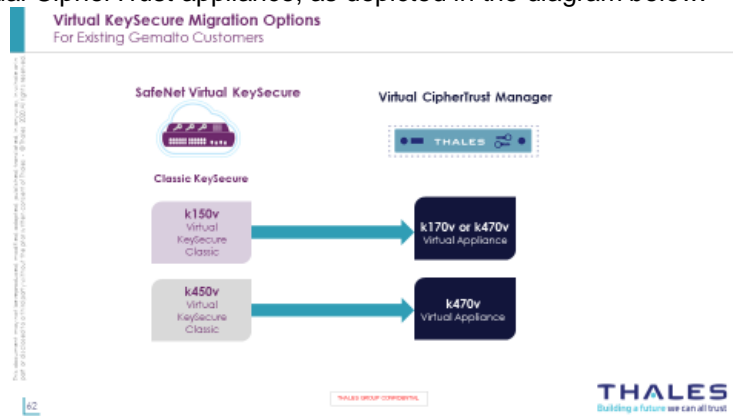 Virtual KeySecure Migration Options
For Existing Gemalto Customers
SafeNet Virtual KeySecure
Virtual CipherTrust Manager
THALES
Classic KeySecure
k150v
Virtual
KeySecure
Classic
k170v or k470v
Virtual Appliance
k450v
Virtual
KeySecure
Classic
k470v
Virtual Appliance
62
THALES GROUP CONFIDENTIAL
THALES
Building a future we can all trust